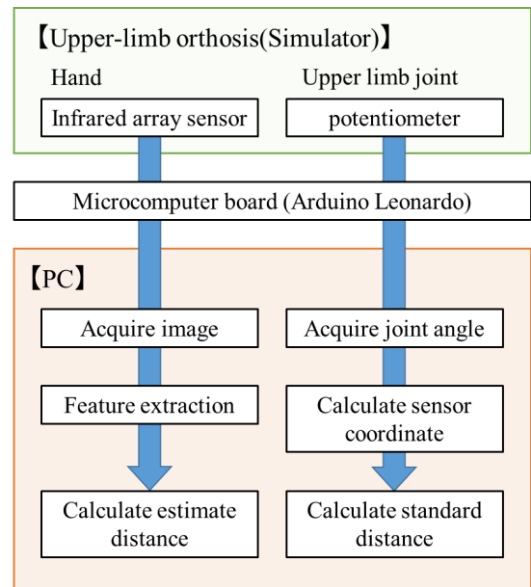 【Upper-limb orthosis(Simulator)】
Hand
Upper limb joint
Infrared array sensor
potentiometer
Microcomputer board (Arduino Leonardo)
【PC】
Acquire image
Acquire joint angle
Feature extraction
Calculate sensor
coordinate
Calculate estimate
distance
Calculate standard
distance